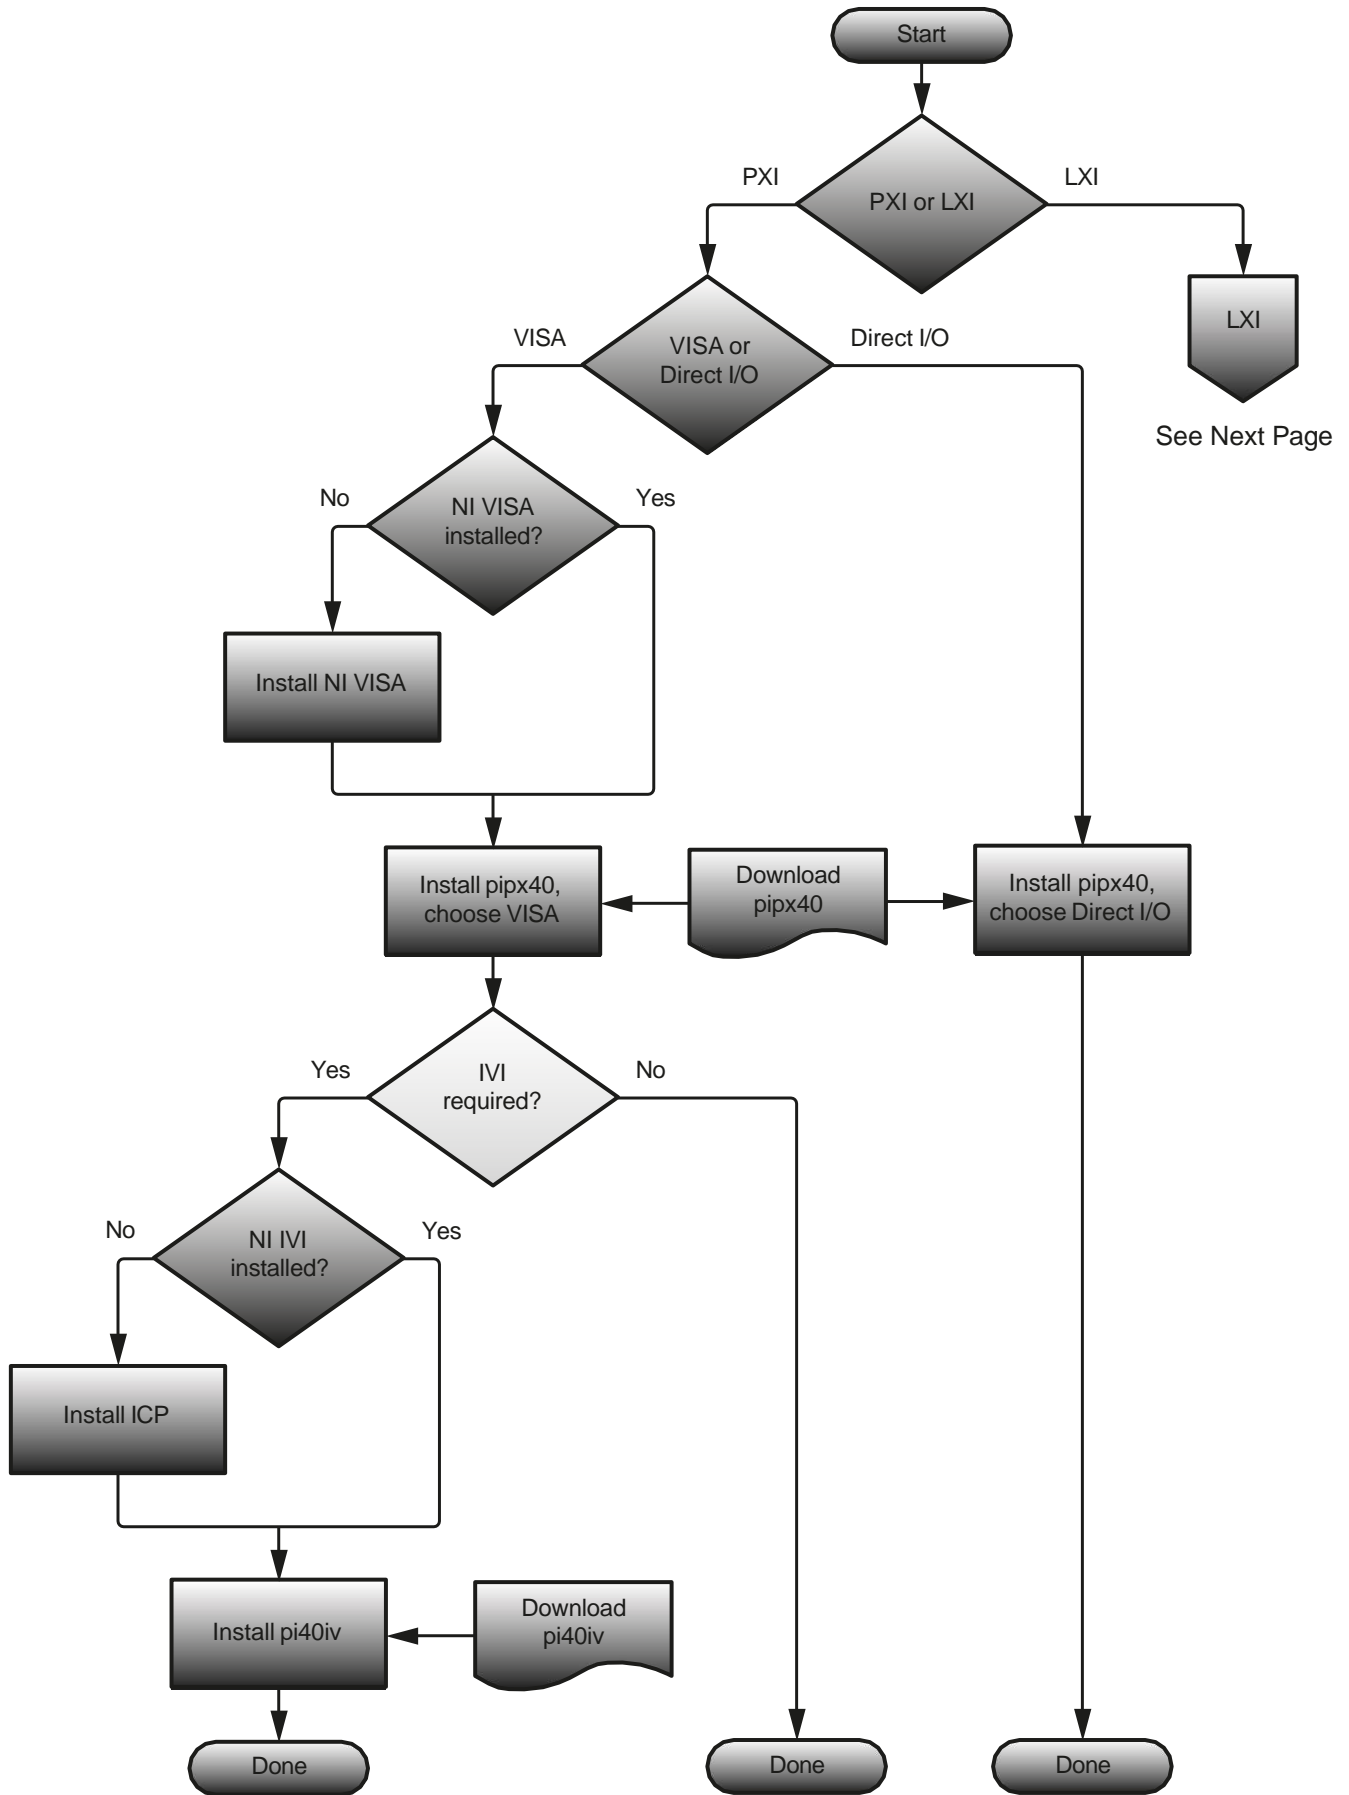 Start
PXI
LXI
PXI or LXI
LXI
VISA
Direct I/O
VISA or
Direct I/O
See Next Page
No
Yes
NI VISA
installed?
Install NI VISA
Install pipx40,
choose VISA
Download
pipx40
Install pipx40,
choose Direct I/O
Yes
No
IVI
required?
No
Yes
NI IVI
installed?
Install ICP
Install pi40iv
Download
pi40iv
Done
Done
Done